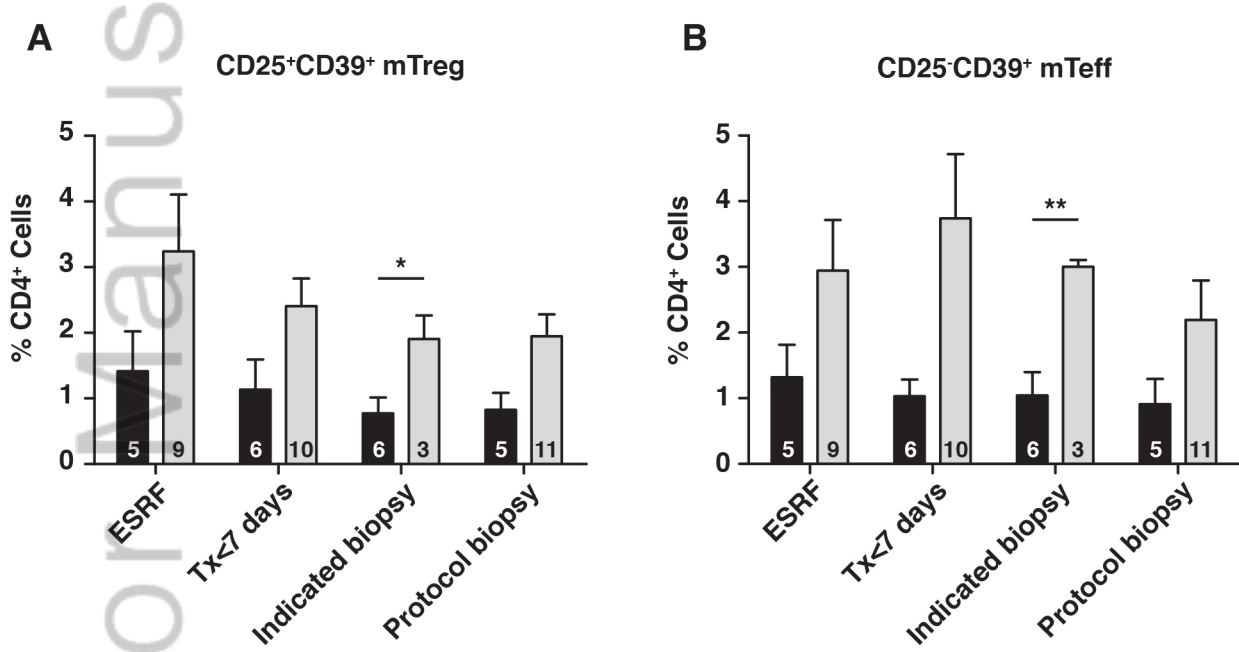 A
CD25⁺CD39⁺ mTreg
% CD4⁺ Cells
5
4
3
2
1
0
*
5 9 6 10 6 3 5 11
ESRF
Tx<7 days
Indicated biopsy
Protocol biopsy
B
CD25⁻CD39⁺ mTeff
% CD4⁺ Cells
5
4
3
2
1
0
**
5 9 6 10 6 3 5 11
ESRF
Tx<7 days
Indicated biopsy
Protocol biopsy
or Manus